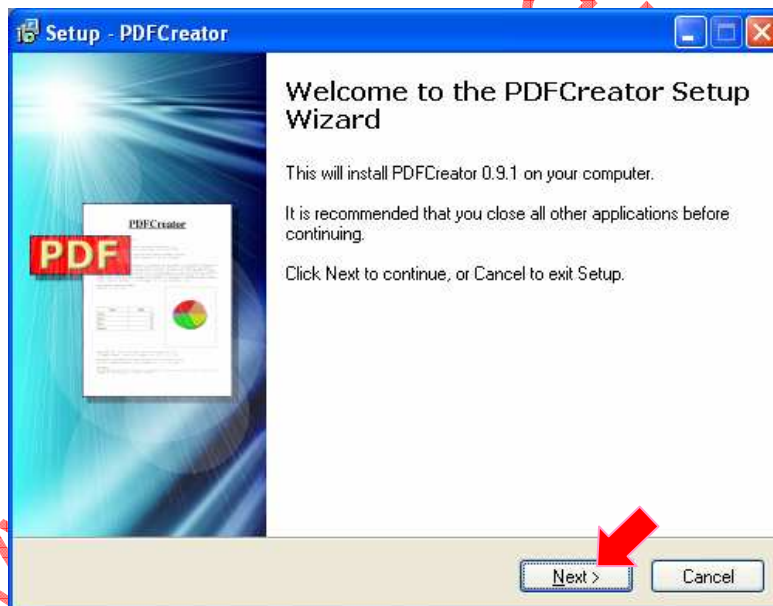 Setup - PDFCreator
Welcome to the PDFCreator Setup
Wizard
This will install PDFCreator 0.9.1 on your computer.
It is recommended that you close all other applications before
continuing.
Click Next to continue, or Cancel to exit Setup.
PDFCreator
PDF
Next >
Cancel